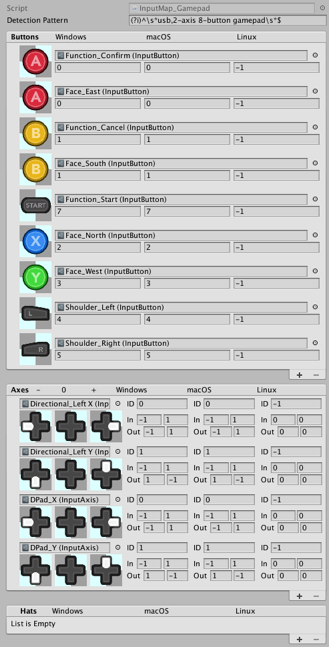 Script InputMap_Gamepad
Detection Pattern (?i)^\s*usb,2-axis 8-button gamepad\s*$
Buttons Windows macOS Linux
A Function_Confirm (InputButton)
0 0 -1
A Face_East (InputButton)
0 0 -1
B Function_Cancel (InputButton)
1 1 -1
B Face_South (InputButton)
1 1 -1
START Function_Start (InputButton)
7 7 -1
X Face_North (InputButton)
2 2 -1
Y Face_West (InputButton)
3 3 -1
L Shoulder_Left (InputButton)
4 4 -1
R Shoulder_Right (InputButton)
5 5 -1
+ −
Axes - 0 + Windows macOS Linux
Directional_Left X (Inp ID 0 ID 0 ID -1
In -1 1 In -1 1 In 0 0
Out -1 1 Out -1 1 Out 0 0
Directional_Left Y (Inp ID 1 ID 1 ID -1
In -1 1 In -1 1 In 0 0
Out 1 -1 Out 1 -1 Out 0 0
DPad_X (InputAxis) ID 0 ID 0 ID -1
In -1 1 In -1 1 In 0 0
Out -1 1 Out -1 1 Out 0 0
DPad_Y (InputAxis) ID 1 ID 1 ID -1
In -1 1 In -1 1 In 0 0
Out 1 -1 Out 1 -1 Out 0 0
+ −
Hats Windows macOS Linux
List is Empty
+ −